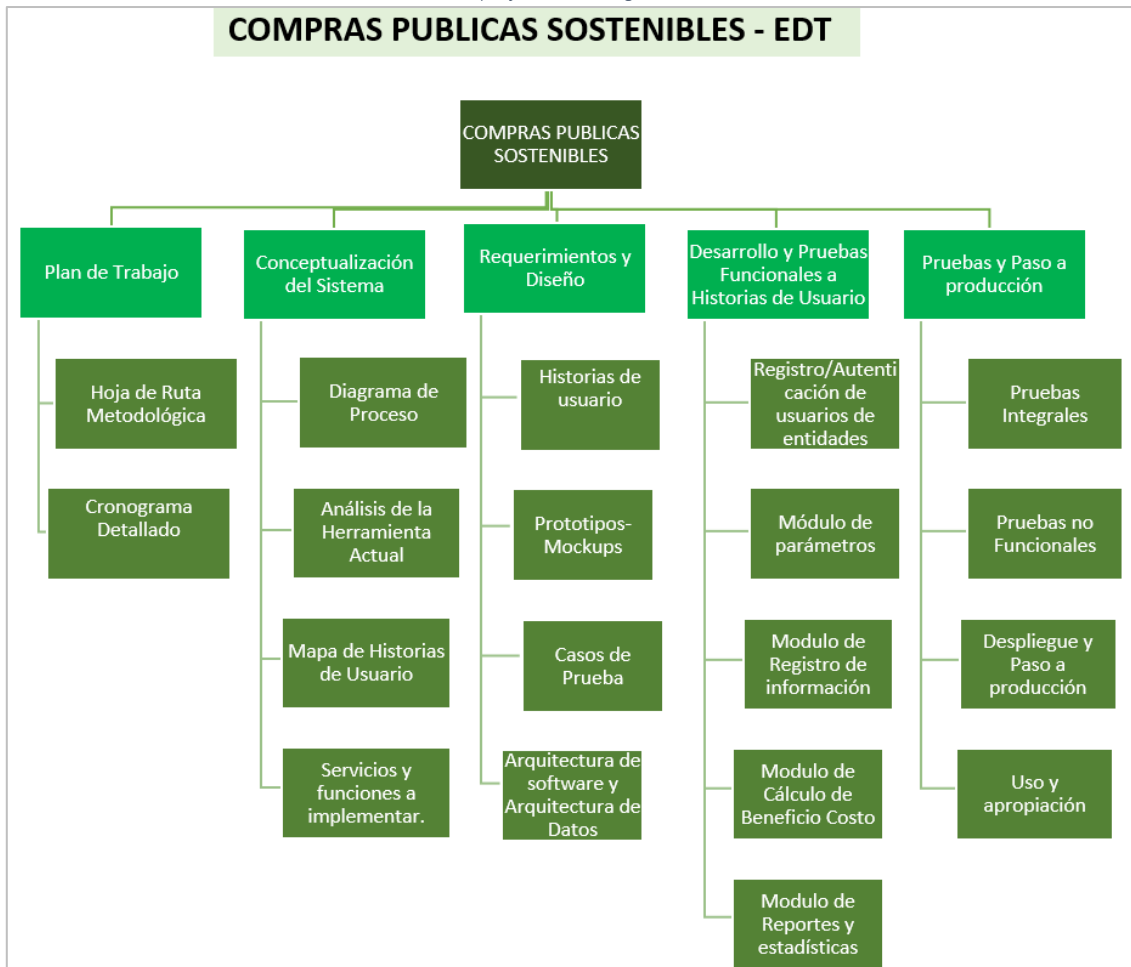 COMPRAS PUBLICAS SOSTENIBLES - EDT
COMPRAS PUBLICAS
SOSTENIBLES
Plan de Trabajo
Hoja de Ruta
Metodológica
Cronograma
Detallado
Conceptualización
del Sistema
Diagrama de
Proceso
Análisis de la
Herramienta
Actual
Mapa de Historias
de Usuario
Servicios y
funciones a
implementar.
Requerimientos y
Diseño
Historias de
usuario
Prototipos-
Mockups
Casos de
Prueba
Arquitectura de
software y
Arquitectura de
Datos
Desarrollo y Pruebas
Funcionales a
Historias de Usuario
Registro/Autenti
cación de
usuarios de
entidades
Módulo de
parámetros
Modulo de
Registro de
información
Modulo de
Cálculo de
Beneficio Costo
Modulo de
Reportes y
estadísticas
Pruebas y Paso a
producción
Pruebas
Integrales
Pruebas no
Funcionales
Despliegue y
Paso a
producción
Uso y
apropiación